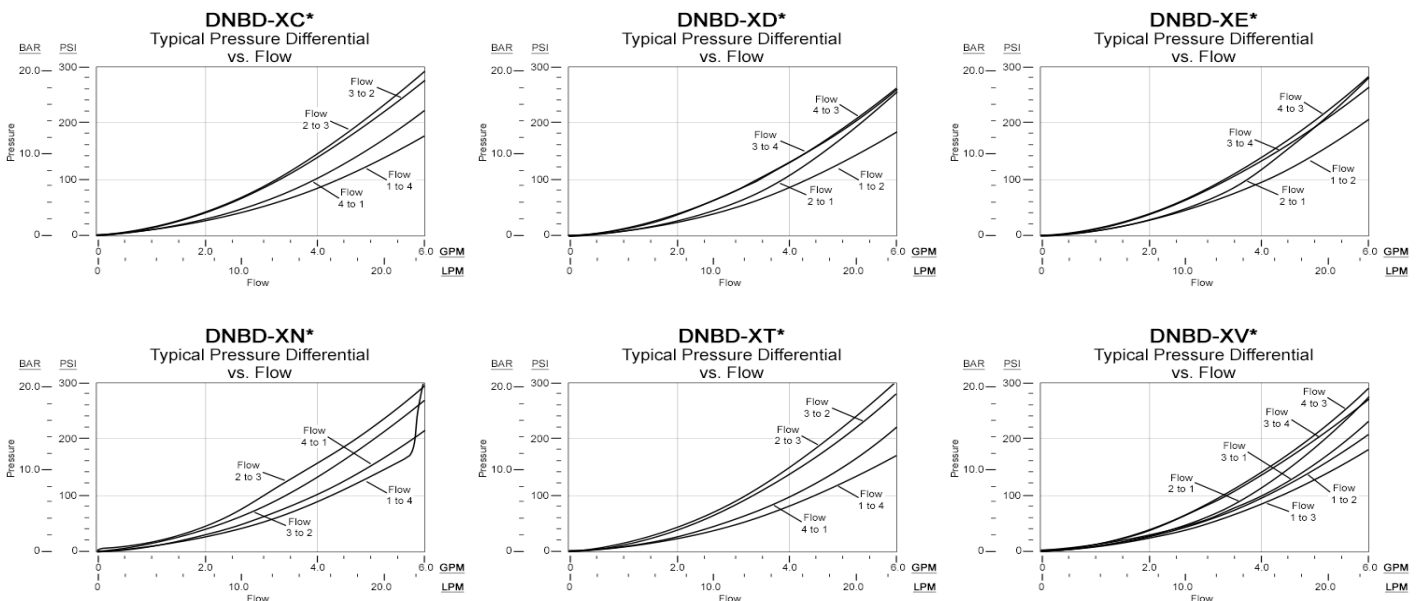 DNBD-XC*
Typical Pressure Differential
vs. Flow
BAR PSI
20.0 300
200
10.0
100
0 0
Pressure
Flow
3 to 2
Flow
2 to 3
Flow
1 to 4
Flow
4 to 1
0 2.0 4.0 6.0 GPM
0 10.0 20.0 LPM
Flow
DNBD-XD*
Typical Pressure Differential
vs. Flow
BAR PSI
20.0 300
200
10.0
100
0 0
Pressure
Flow
4 to 3
Flow
3 to 4
Flow
1 to 2
Flow
2 to 1
0 2.0 4.0 6.0 GPM
0 10.0 20.0 LPM
Flow
DNBD-XE*
Typical Pressure Differential
vs. Flow
BAR PSI
20.0 300
200
10.0
100
0 0
Pressure
Flow
4 to 3
Flow
3 to 4
Flow
1 to 2
Flow
2 to 1
0 2.0 4.0 6.0 GPM
0 10.0 20.0 LPM
Flow
DNBD-XN*
Typical Pressure Differential
vs. Flow
BAR PSI
20.0 300
200
10.0
100
0 0
Pressure
Flow
4 to 1
Flow
2 to 3
Flow
1 to 4
Flow
3 to 2
0 2.0 4.0 6.0 GPM
0 10.0 20.0 LPM
Flow
DNBD-XT*
Typical Pressure Differential
vs. Flow
BAR PSI
20.0 300
200
10.0
100
0 0
Pressure
Flow
3 to 2
Flow
2 to 3
Flow
1 to 4
Flow
4 to 1
0 2.0 4.0 6.0 GPM
0 10.0 20.0 LPM
Flow
DNBD-XV*
Typical Pressure Differential
vs. Flow
BAR PSI
20.0 300
200
10.0
100
0 0
Pressure
Flow
4 to 3
Flow
3 to 4
Flow
3 to 1
Flow
2 to 1
Flow
1 to 2
Flow
1 to 3
0 2.0 4.0 6.0 GPM
0 10.0 20.0 LPM
Flow